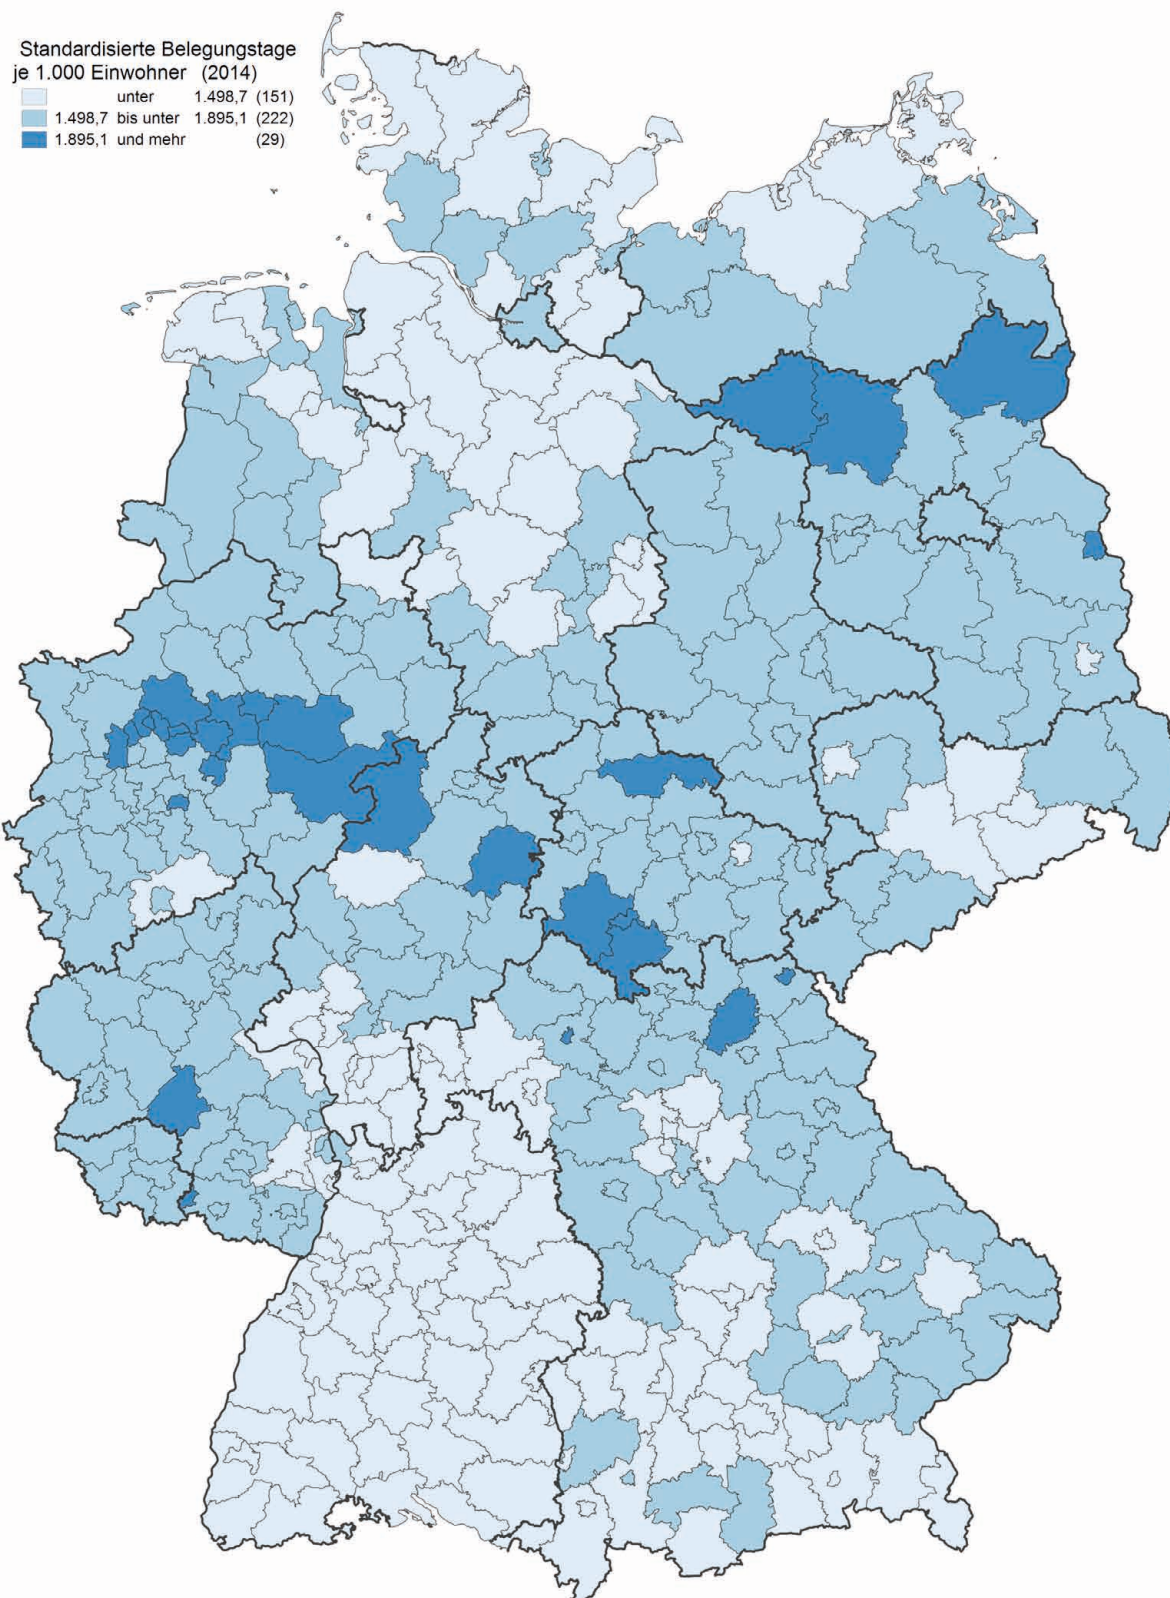 Standardisierte Belegungstage
je 1.000 Einwohner (2014)
unter 1.498,7 (151)
1.498,7 bis unter 1.895,1 (222)
1.895,1 und mehr (29)